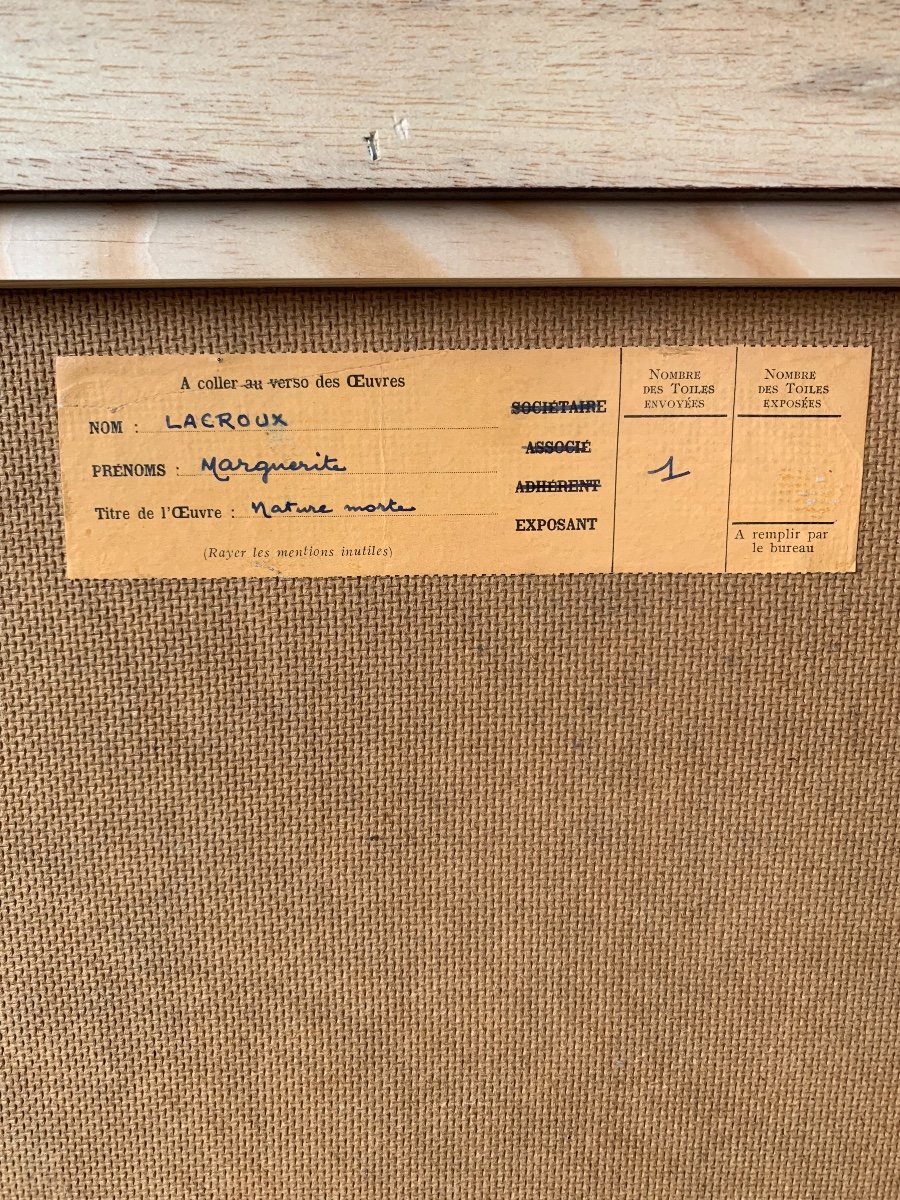 A coller au verso des Œuvres
NOM : LACROUX
PRÉNOMS : Marguerite
Titre de l'Œuvre : Nature morte
(Rayer les mentions inutiles)
SOCIÉTAIRE
ASSOCIÉ
ADHÉRENT
EXPOSANT
NOMBRE
DES TOILES
ENVOYÉES
1
NOMBRE
DES TOILES
EXPOSÉES
A remplir par
le bureau